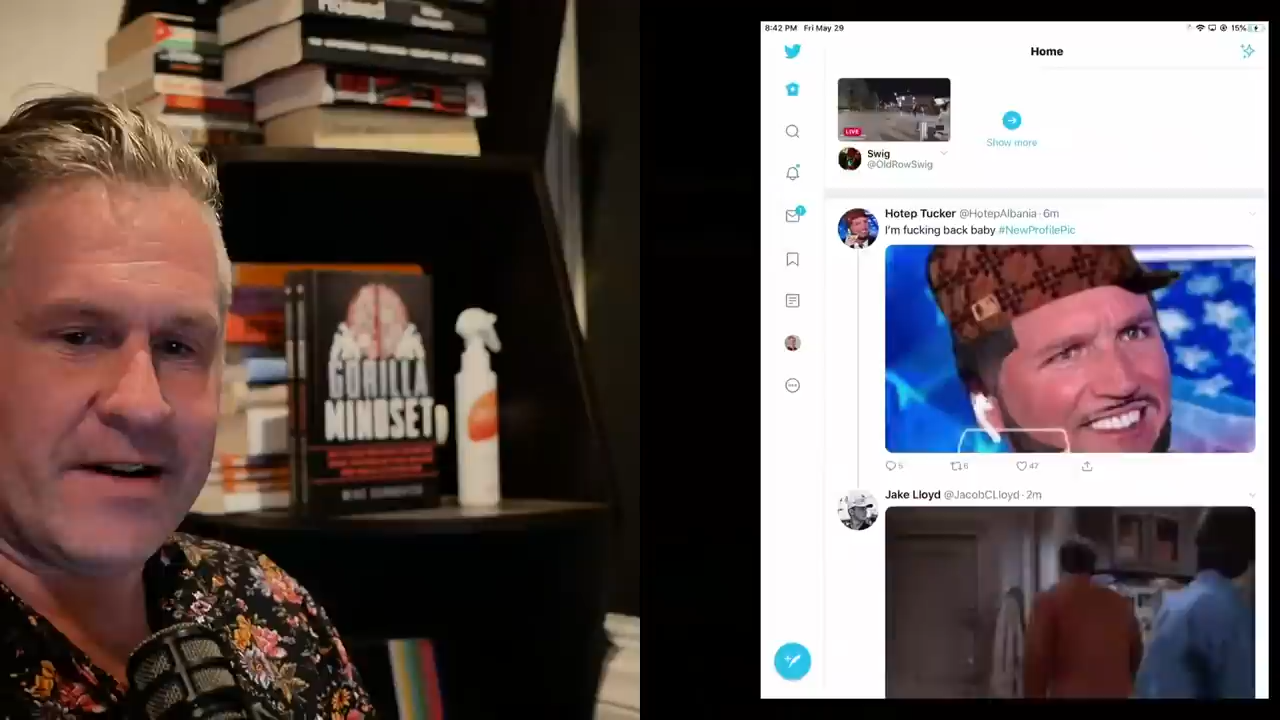 GORILLA
MINDSET
8:42 PM Fri May 29
15%
Home
LIVE
Swig
@OldRowSwig
Show more
1
Hotep Tucker @HotepAlbania · 6m
I'm fucking back baby #NewProfilePic
5
6
47
Jake Lloyd @JacobCLloyd · 2m